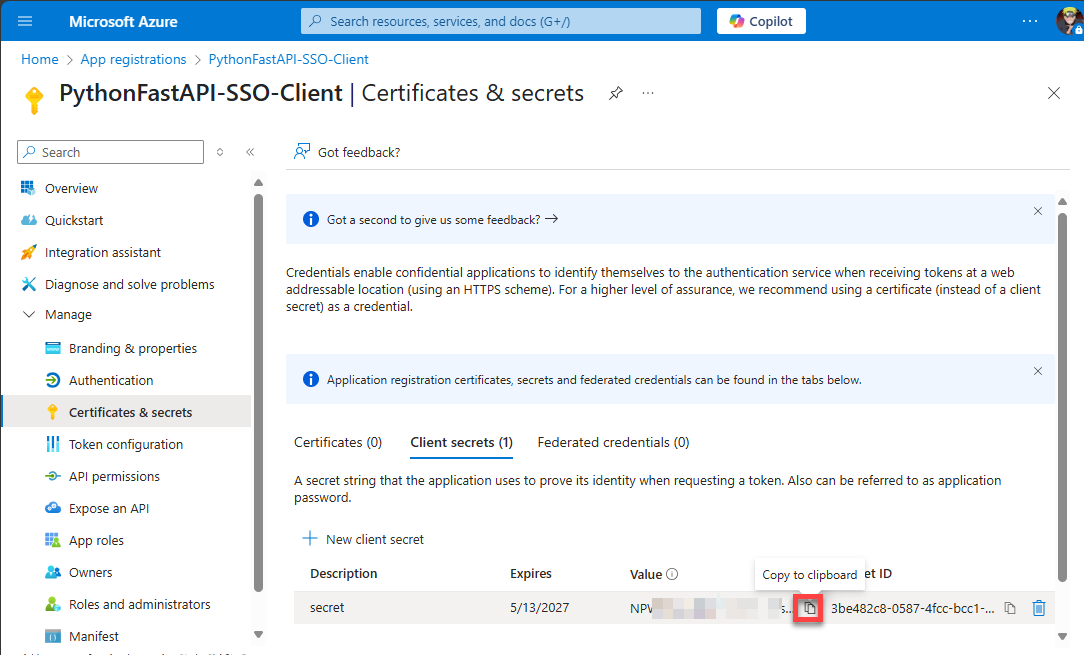 Microsoft Azure
Search resources, services, and docs (G+/)
Copilot
Home > App registrations > PythonFastAPI-SSO-Client
PythonFastAPI-SSO-Client | Certificates & secrets
Search
Got feedback?
Overview
Quickstart
Integration assistant
Diagnose and solve problems
Manage
Branding & properties
Authentication
Certificates & secrets
Token configuration
API permissions
Expose an API
App roles
Owners
Roles and administrators
Manifest
Got a second to give us some feedback? →
Credentials enable confidential applications to identify themselves to the authentication service when receiving tokens at a web
addressable location (using an HTTPS scheme). For a higher level of assurance, we recommend using a certificate (instead of a client
secret) as a credential.
Application registration certificates, secrets and federated credentials can be found in the tabs below.
Certificates (0) Client secrets (1) Federated credentials (0)
A secret string that the application uses to prove its identity when requesting a token. Also can be referred to as application
password.
New client secret
Copy to clipboard
Description Expires Value ID
secret 5/13/2027 3be482c8-0587-4fcc-bcc1-...